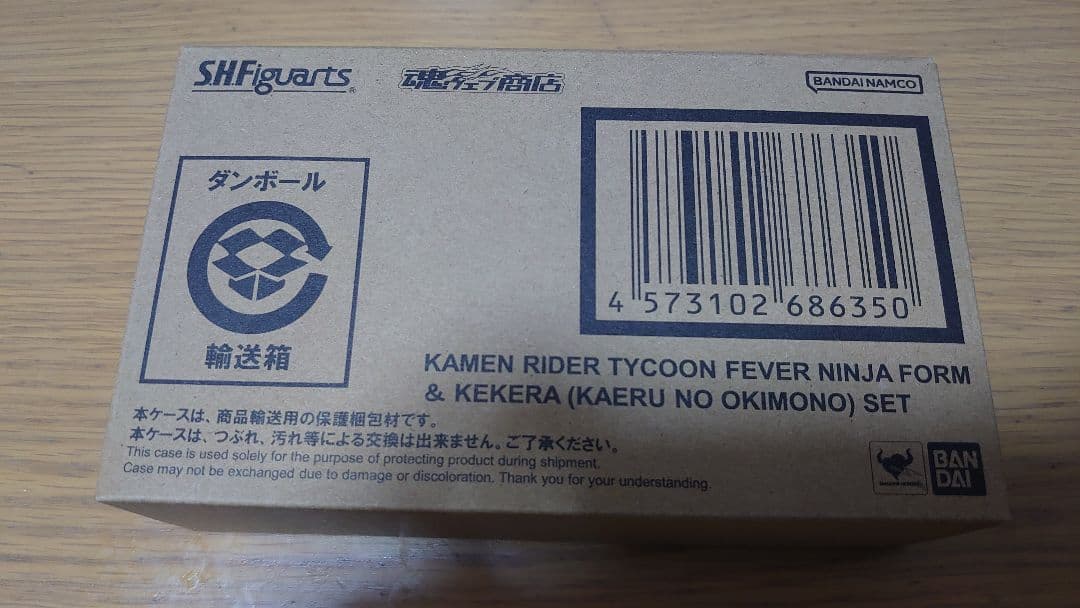 S.H.Figuarts
魂ウェブ商店
BANDAI NAMCO
ダンボール
輸送箱
4 573102 686350
KAMEN RIDER TYCOON FEVER NINJA FORM
& KEKERA (KAERU NO OKIMONO) SET
本ケースは、商品輸送用の保護梱包材です。
本ケースは、つぶれ、汚れ等による交換は出来ません。ご了承ください。
This case is used solely for the purpose of protecting product during shipment.
Case may not be exchanged due to damage or discoloration. Thank you for your understanding.
BAN
DAI